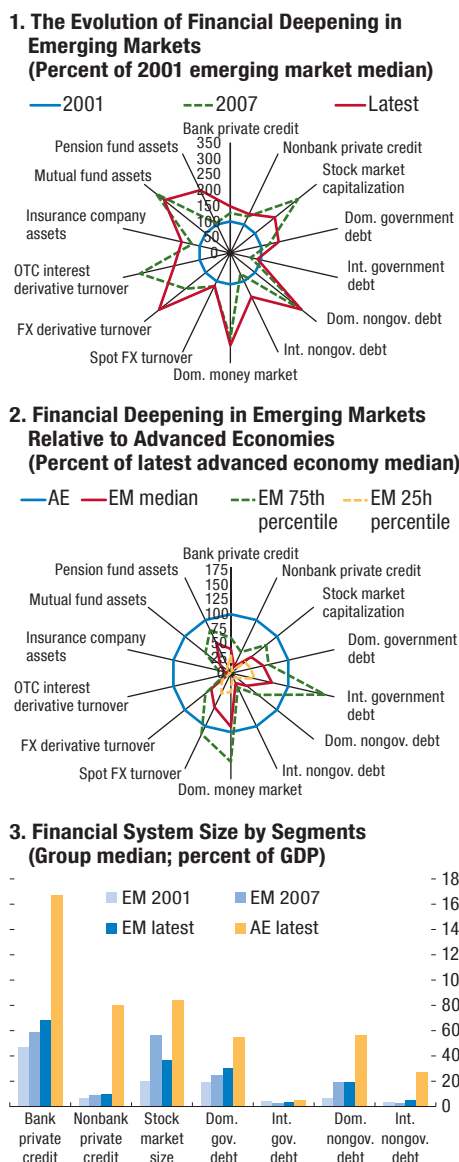 1. The Evolution of Financial Deepening in
Emerging Markets
(Percent of 2001 emerging market median)
2001
2007
Latest
Bank private credit
Nonbank private credit
Stock market
capitalization
Dom. government
debt
Int. government
debt
Dom. nongov. debt
Int. nongov. debt
Dom. money market
Spot FX turnover
FX derivative turnover
OTC interest
derivative turnover
Insurance company
assets
Mutual fund assets
Pension fund assets
350
300
250
200
150
100
50
0
2. Financial Deepening in Emerging Markets
Relative to Advanced Economies
(Percent of latest advanced economy median)
AE
EM median
EM 75th
percentile
EM 25h
percentile
Bank private credit
Nonbank private credit
Stock market
capitalization
Dom. government
debt
Int. government
debt
Dom. nongov. debt
Int. nongov. debt
Dom. money market
Spot FX turnover
FX derivative turnover
OTC interest
derivative turnover
Insurance company
assets
Mutual fund assets
Pension fund assets
175
150
125
100
75
50
25
0
3. Financial System Size by Segments
(Group median; percent of GDP)
EM 2001
EM 2007
EM latest
AE latest
18
16
14
12
10
80
60
40
20
0
Bank
private
credit
Nonbank
private
credit
Stock
market
size
Dom.
gov.
debt
Int.
gov.
debt
Dom.
nongov.
debt
Int.
nongov.
debt